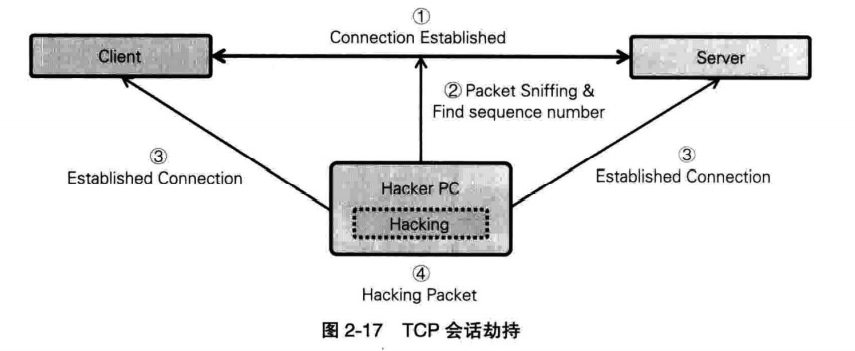 ①
Connection Established
Client
Server
② Packet Sniffing &
Find sequence number
③
Established Connection
③
Established Connection
Hacker PC
Hacking
④
Hacking Packet
图 2-17 TCP 会话劫持